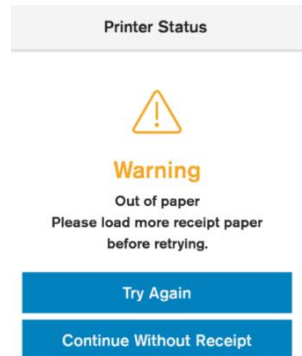 Printer Status
Warning
Out of paper
Please load more receipt paper
before retrying.
Try Again
Continue Without Receipt